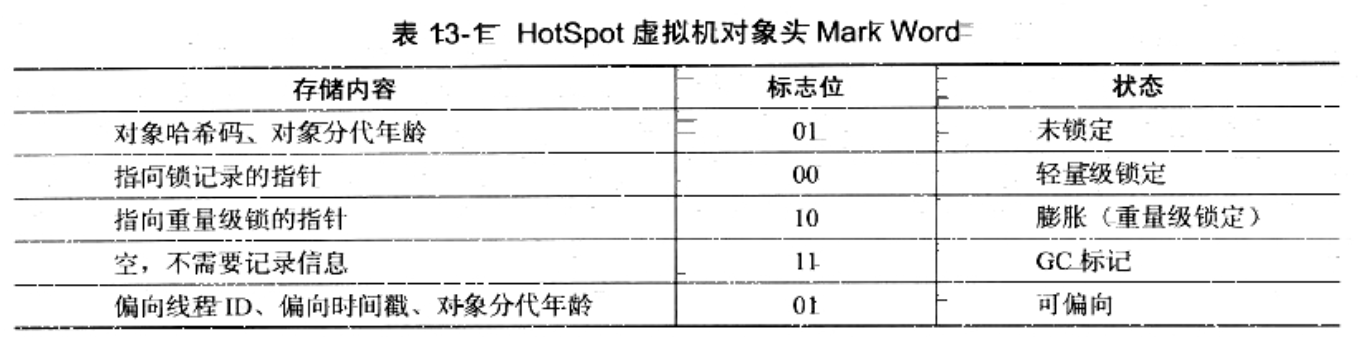 表 13-1 HotSpot 虚拟机对象头 Mark Word
存储内容 标志位 状态
对象哈希码、对象分代年龄 01 未锁定
指向锁记录的指针 00 轻量级锁定
指向重量级锁的指针 10 膨胀（重量级锁定）
空，不需要记录信息 11 GC 标记
偏向线程 ID、偏向时间戳、对象分代年龄 01 可偏向